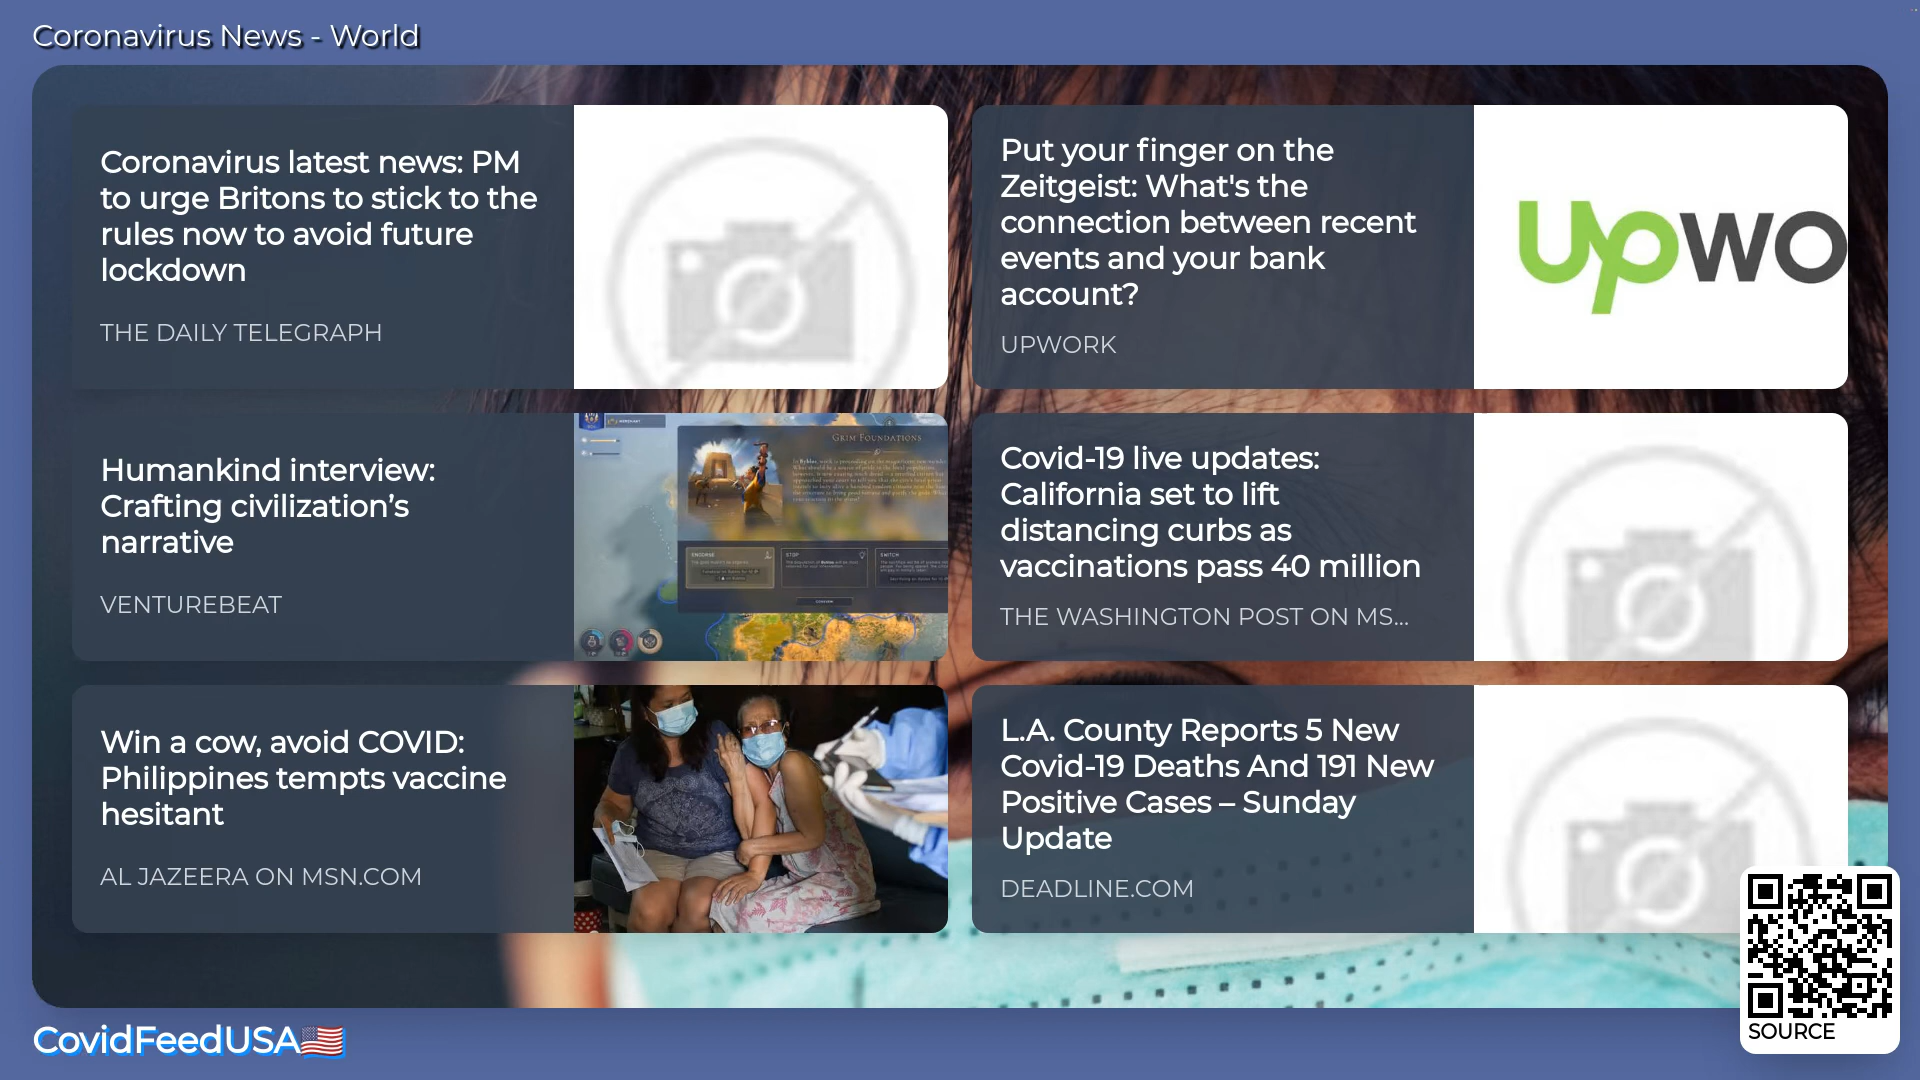 Coronavirus News - World
Coronavirus latest news: PM
to urge Britons to stick to the
rules now to avoid future
lockdown
THE DAILY TELEGRAPH
Put your finger on the
Zeitgeist: What's the
connection between recent
events and your bank
account?
UPWORK
Upwo
Humankind interview:
Crafting civilization’s
narrative
VENTUREBEAT
GRIM FOUNDATIONS
Covid-19 live updates:
California set to lift
distancing curbs as
vaccinations pass 40 million
THE WASHINGTON POST ON MS...
Win a cow, avoid COVID:
Philippines tempts vaccine
hesitant
AL JAZEERA ON MSN.COM
L.A. County Reports 5 New
Covid-19 Deaths And 191 New
Positive Cases – Sunday
Update
DEADLINE.COM
SOURCE
CovidFeedUSA